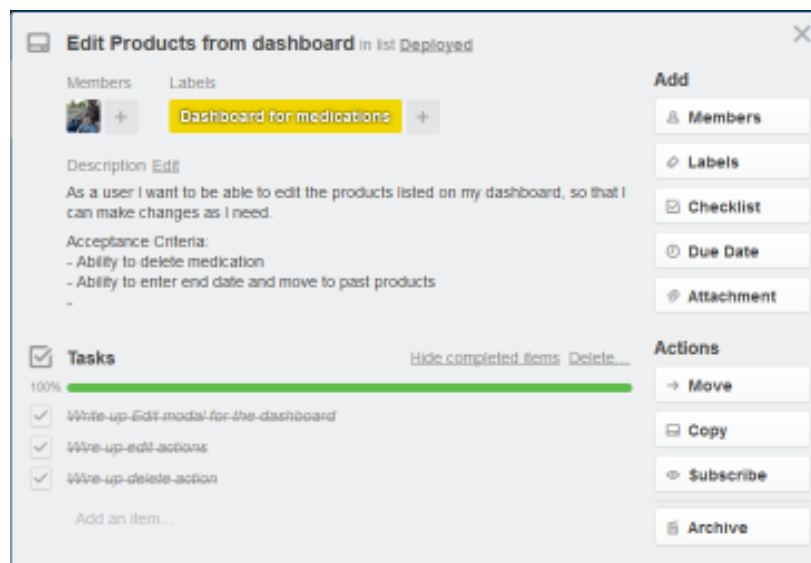 Edit Products from dashboard in list Deployed
Members Labels
Dashboard for medications
Description Edit
As a user I want to be able to edit the products listed on my dashboard, so that I
can make changes as I need.
Acceptance Criteria:
- Ability to delete medication
- Ability to enter end date and move to past products
-
Tasks
Hide completed items Delete...
100%
Write up Edit modal for the dashboard
Wire up edit actions
Wire up delete action
Add an item...
Add
Members
Labels
Checklist
Due Date
Attachment
Actions
Move
Copy
Subscribe
Archive